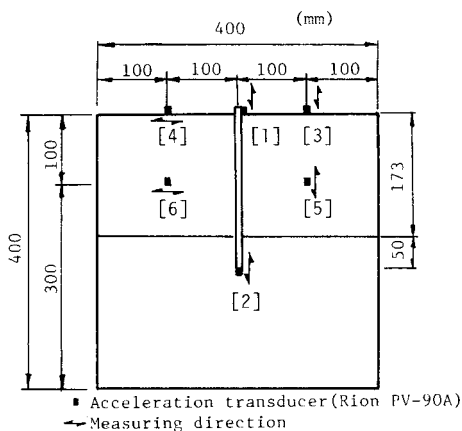 (mm)
400
100 100 100 100
[4] [1] [3]
100
173
[6] [5]
400
300
50
[2]
Acceleration transducer(Rion PV-90A)
Measuring direction